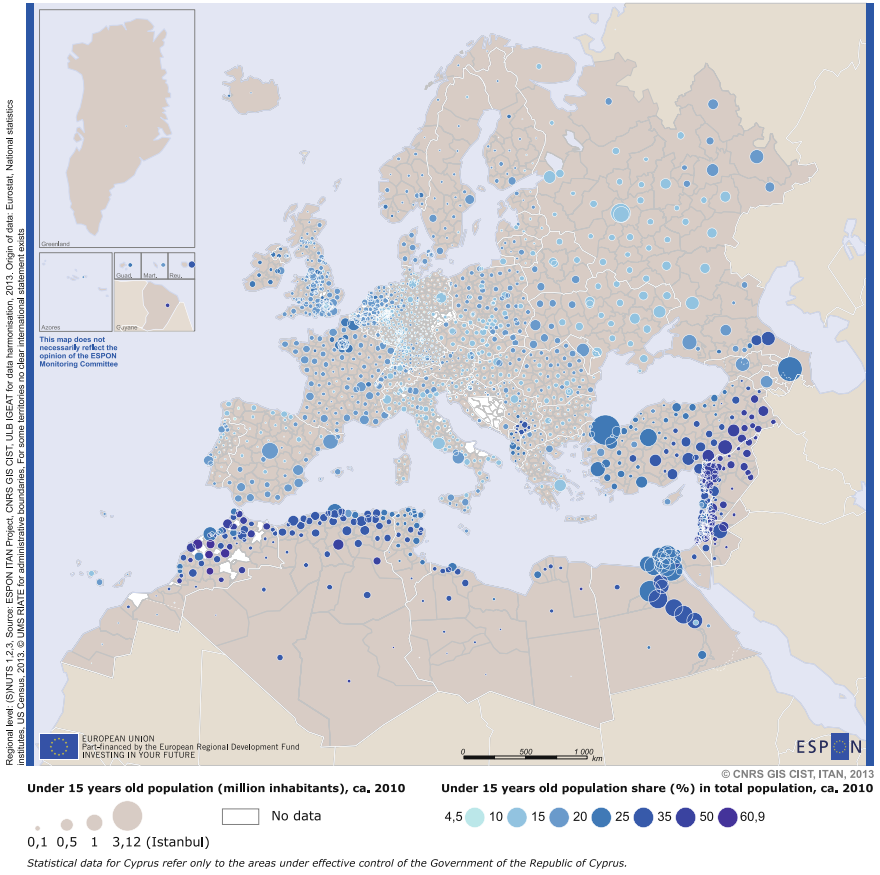 Regional level: (S)NUTS 1,2,3, Source: ESPON ITAN Project, CNRS GIS CIST, ULB IGEAT for data harmonisation, 2013. Origin of data: Eurostat, National statistics
institutes, US Census, 2013. © UMS RIATE for administrative boundaries, For some territories no clear international statement exists
Greenland
Azores
Guad,
Mart,
Reu,
Guyane
This map does not
necessarily reflect the
opinion of the ESPON
Monitoring Committee
EUROPEAN UNION
Part-financed by the European Regional Development Fund
INVESTING IN YOUR FUTURE
0 500 1 000
km
ESPON
© CNRS GIS CIST, ITAN, 2013
Under 15 years old population (million inhabitants), ca. 2010
0,1 0,5 1 3,12 (Istanbul)
No data
Under 15 years old population share (%) in total population, ca. 2010
4,5 10 15 20 25 35 50 60,9
Statistical data for Cyprus refer only to the areas under effective control of the Government of the Republic of Cyprus.